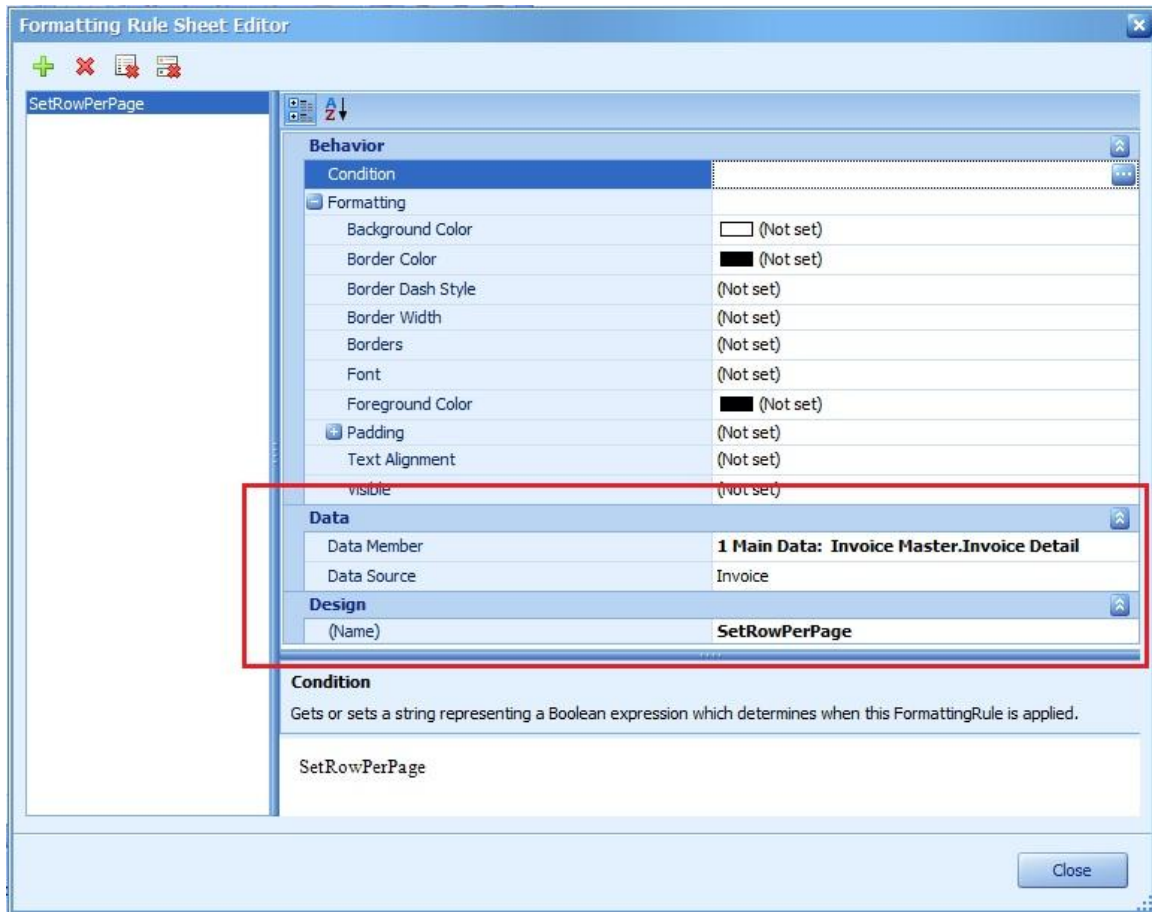 Formatting Rule Sheet Editor
SetRowPerPage
A
Z
Behavior
Condition
Formatting
Background Color (Not set)
Border Color (Not set)
Border Dash Style (Not set)
Border Width (Not set)
Borders (Not set)
Font (Not set)
Foreground Color (Not set)
Padding (Not set)
Text Alignment (Not set)
Visible (Not set)
Data
Data Member 1 Main Data: Invoice Master.Invoice Detail
Data Source Invoice
Design
(Name) SetRowPerPage
Condition
Gets or sets a string representing a Boolean expression which determines when this FormattingRule is applied.
SetRowPerPage
Close